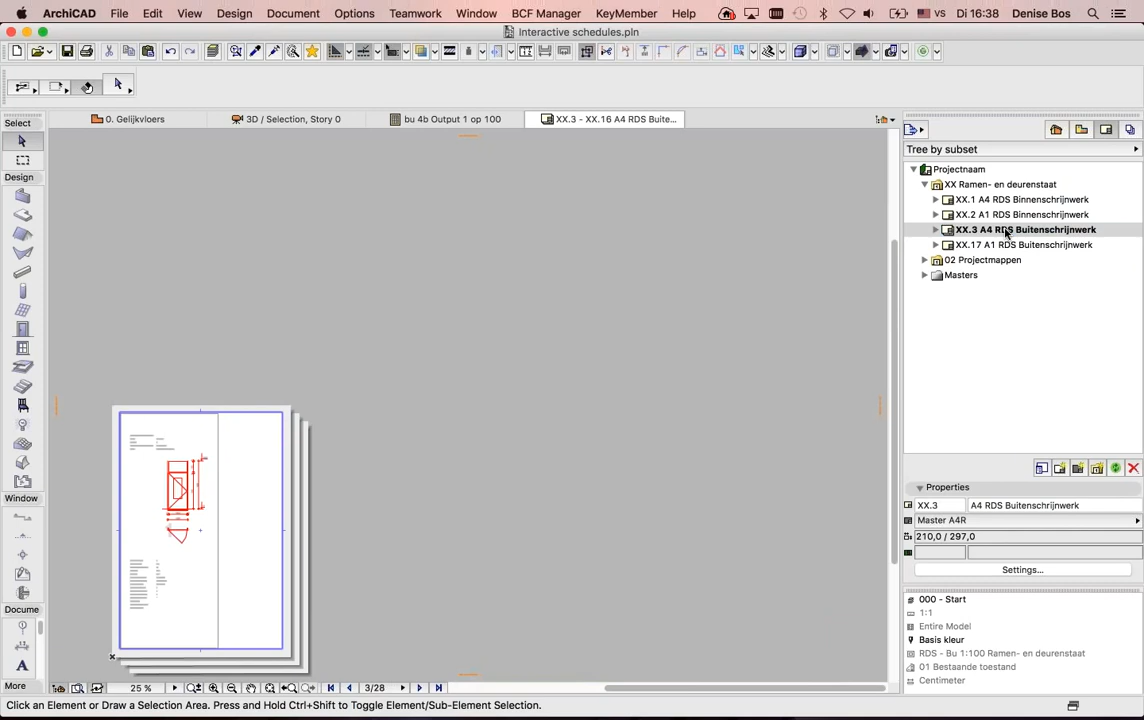 ArchiCAD File Edit View Design Document Options Teamwork Window BCF Manager KeyMember Help VS Di 16:38 Denise Bos
Interactive schedules.pln
0. Gelijkvloers 3D / Selection, Story 0 bu 4b Output 1 op 100 XX.3 - XX.16 A4 RDS Buite...
Select
Design
Window
Docume
More
Tree by subset
Projectnaam
XX Ramen- en deurenstaat
XX.1 A4 RDS Binnenschrijnwerk
XX.2 A1 RDS Binnenschrijnwerk
XX.3 A4 RDS Buitenschrijnwerk
XX.17 A1 RDS Buitenschrijnwerk
02 Projectmappen
Masters
Properties
XX.3 A4 RDS Buitenschrijnwerk
Master A4R
210,0 / 297,0
Settings...
000 - Start
1:1
Entire Model
Basis kleur
RDS - Bu 1:100 Ramen- en deurenstaat
01 Bestaande toestand
Centimeter
25 % 3/28
Click an Element or Draw a Selection Area. Press and Hold Ctrl+Shift to Toggle Element/Sub-Element Selection.